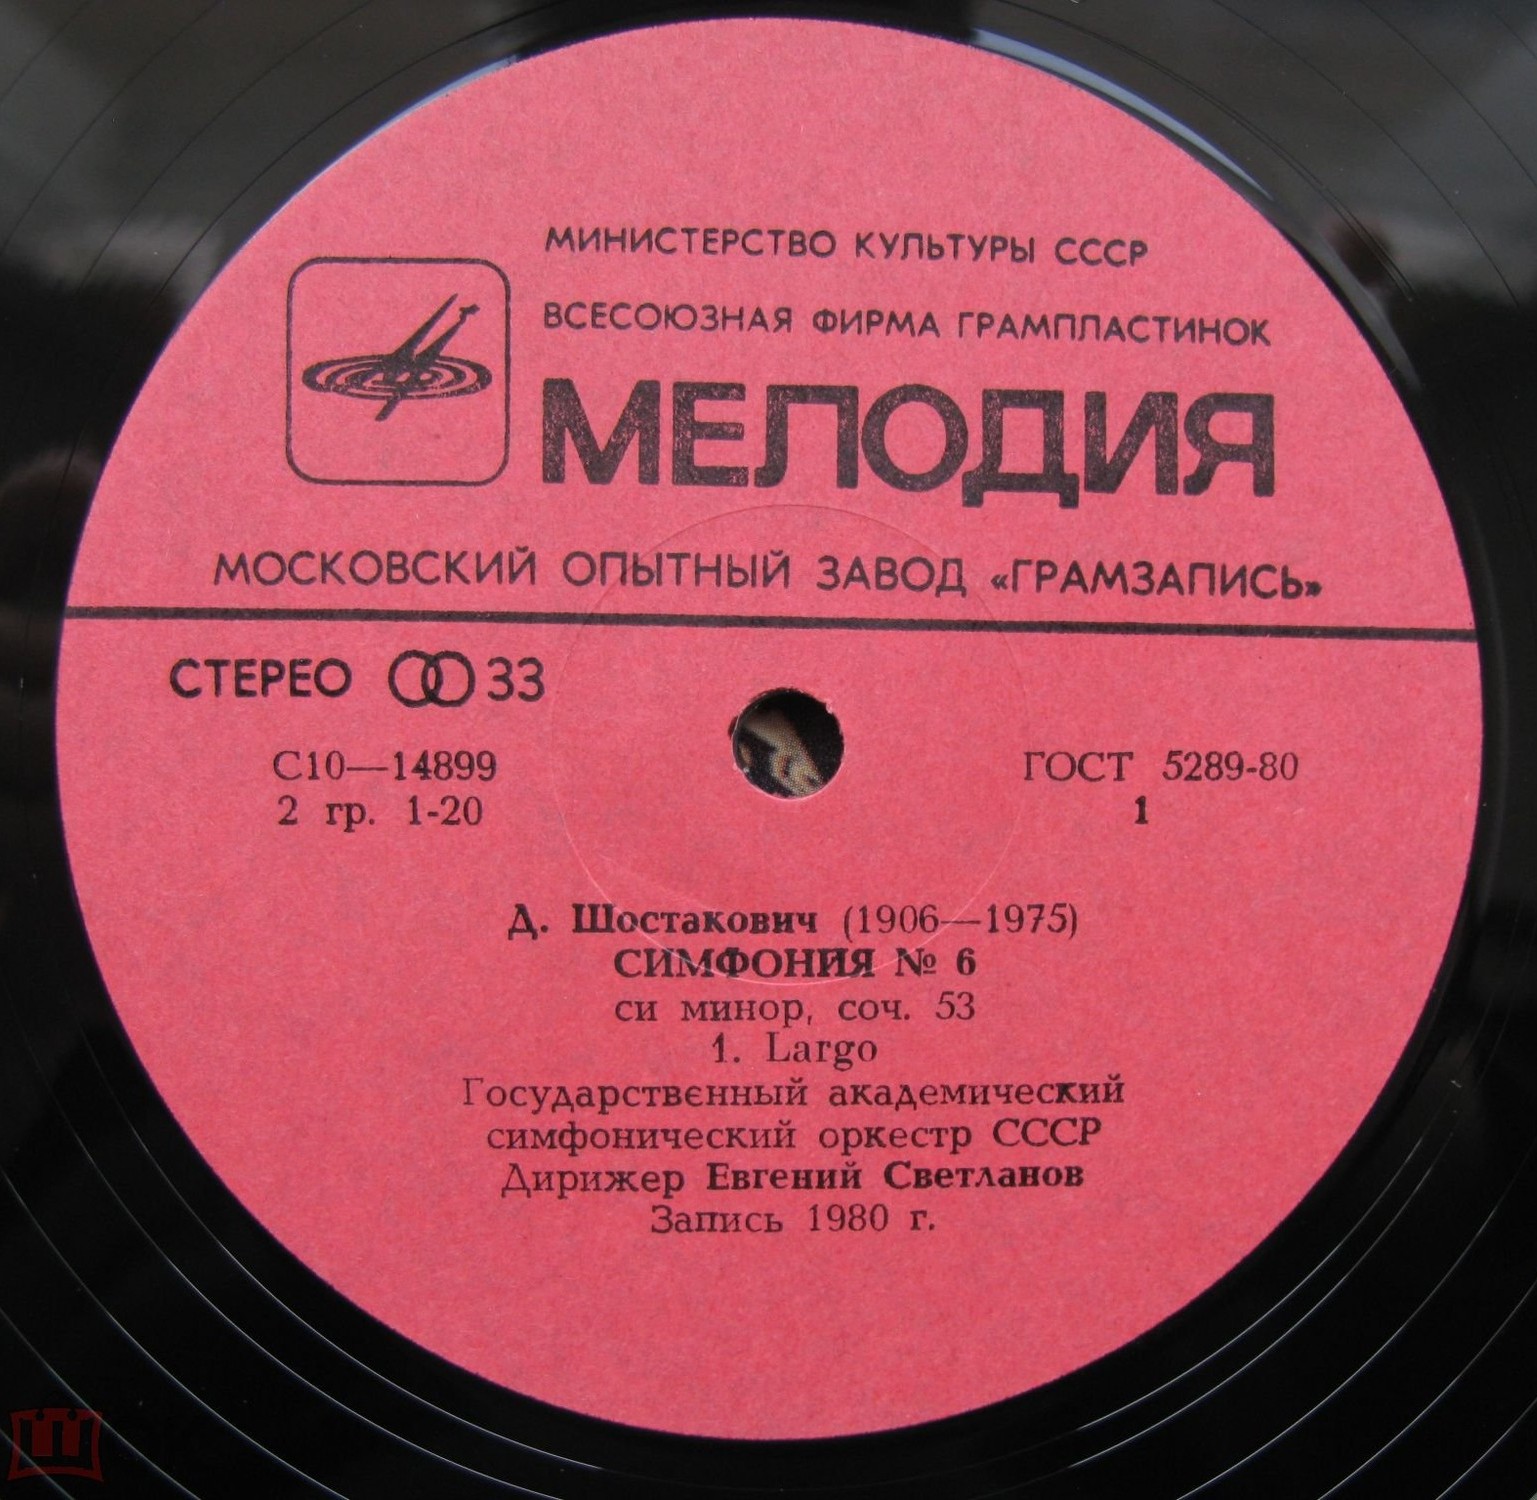 МИНИСТЕРСТВО КУЛЬТУРЫ СССР
ВСЕСОЮЗНАЯ ФИРМА ГРАМПЛАСТИНОК
МЕЛОДИЯ
МОСКОВСКИЙ ОПЫТНЫЙ ЗАВОД «ГРАМЗАПИСЬ»
СТЕРЕО 33
С10—14899 ГОСТ 5289-80
2 гр. 1-20 1
Д. Шостакович (1906—1975)
СИМФОНИЯ № 6
си минор, соч. 53
1. Largo
Государственный академический
симфонический оркестр СССР
Дирижер Евгений Светланов
Запись 1980 г.